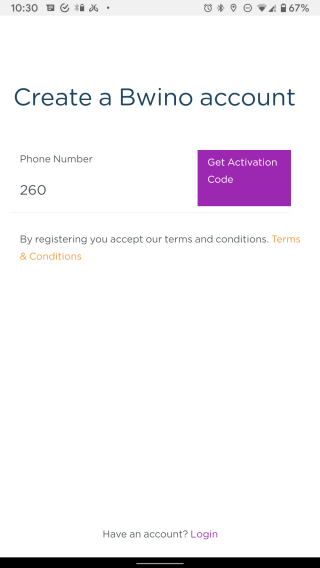 10:30 67%
Create a Bwino account
Phone Number
260
Get Activation
Code
By registering you accept our terms and conditions. Terms
& Conditions
Have an account? Login